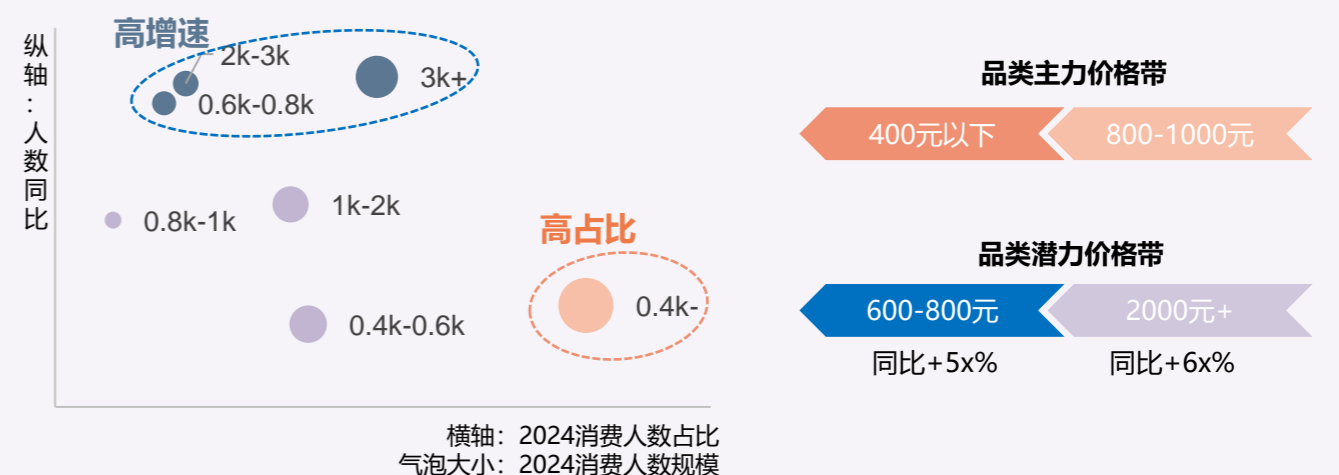 高增速
纵轴：人数同比
2k-3k
3k+
0.6k-0.8k
0.8k-1k
1k-2k
高占比
0.4k-
0.4k-0.6k
横轴：2024消费人数占比
气泡大小：2024消费人数规模
品类主力价格带
400元以下
800-1000元
品类潜力价格带
600-800元
2000元+
同比+5x%
同比+6x%